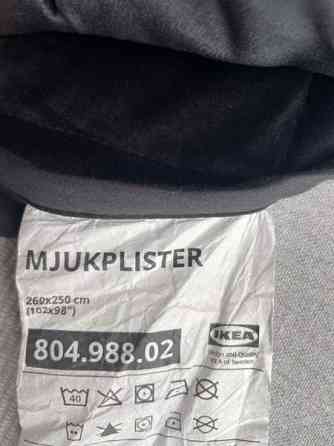 MJUKPLISTER
260x250 cm
(102x98")
804.988.02
IKEA
Design and Quality
IKEA of Sweden
40